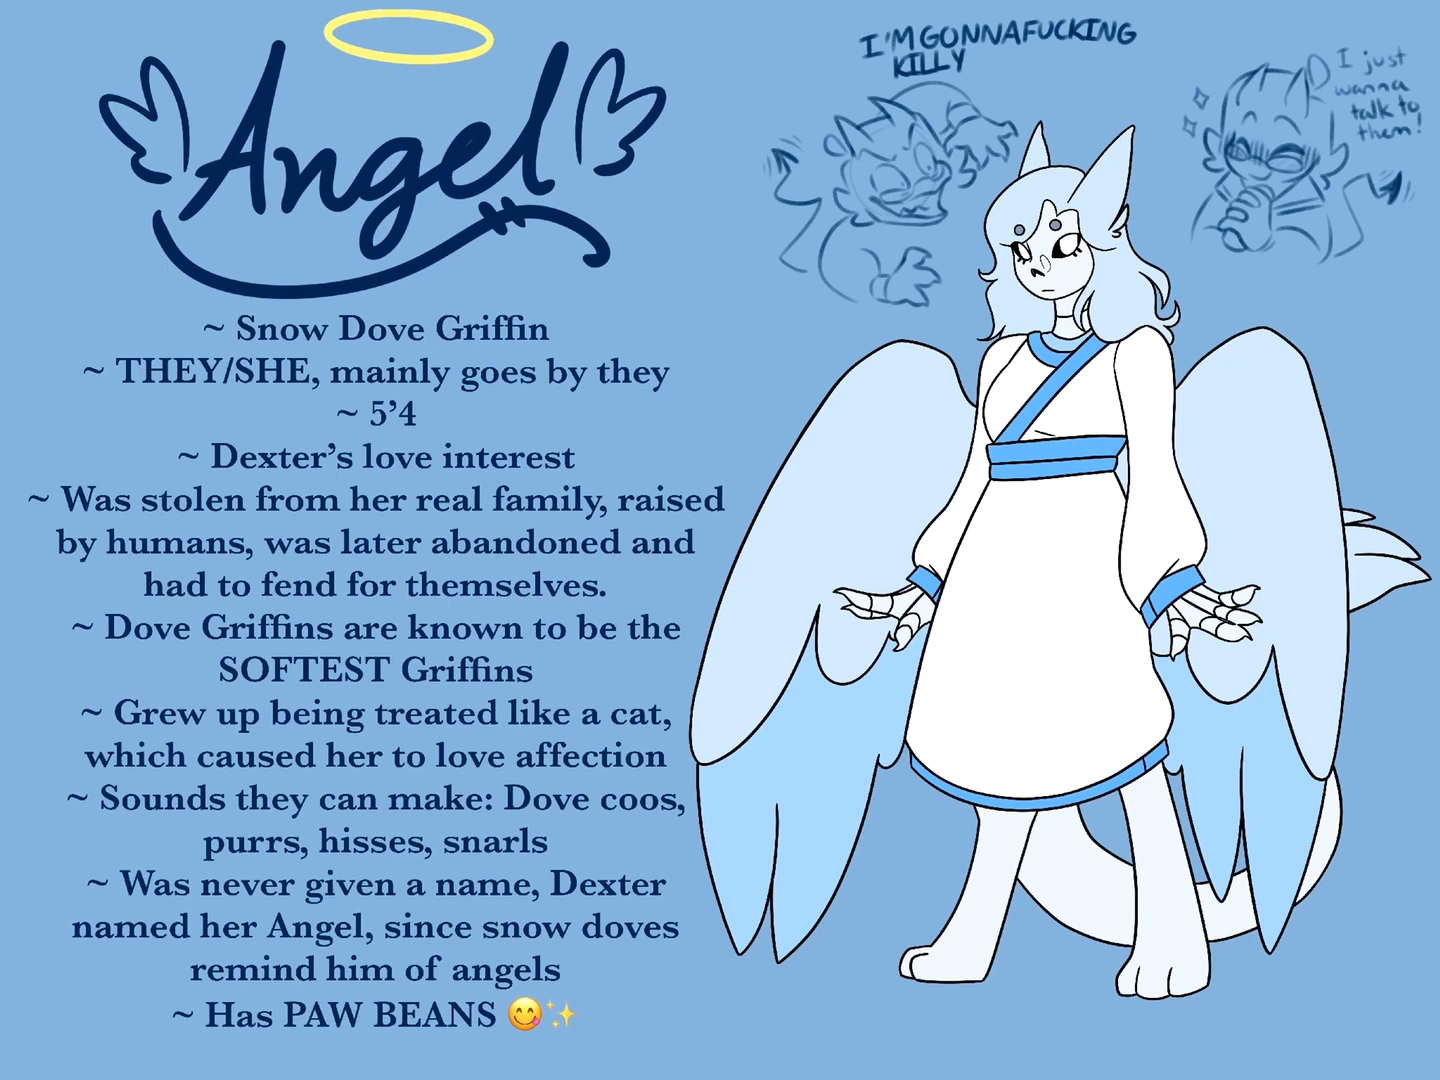 Angel
~ Snow Dove Griffin
~ THEY/SHE, mainly goes by they
~ 5’4
~ Dexter’s love interest
~ Was stolen from her real family, raised
by humans, was later abandoned and
had to fend for themselves.
~ Dove Griffins are known to be the
SOFTEST Griffins
~ Grew up being treated like a cat,
which caused her to love affection
~ Sounds they can make: Dove coos,
purrs, hisses, snarls
~ Was never given a name, Dexter
named her Angel, since snow doves
remind him of angels
~ Has PAW BEANS 😋✨
I'M GONNA FUCKING
KILLY
I just
wanna
talk to
them!